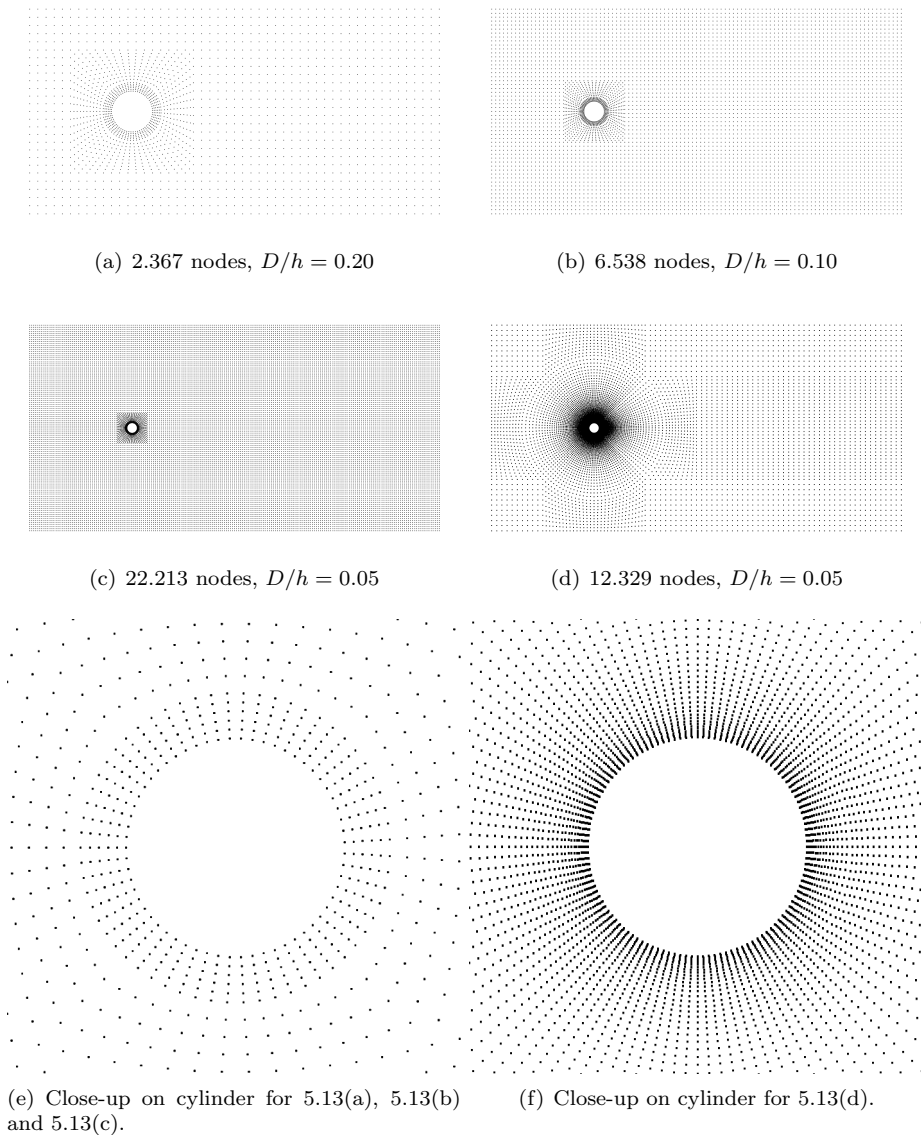 (a) 2.367 nodes, D/h = 0.20
(b) 6.538 nodes, D/h = 0.10
(c) 22.213 nodes, D/h = 0.05
(d) 12.329 nodes, D/h = 0.05
(e) Close-up on cylinder for 5.13(a), 5.13(b)
and 5.13(c).
(f) Close-up on cylinder for 5.13(d).